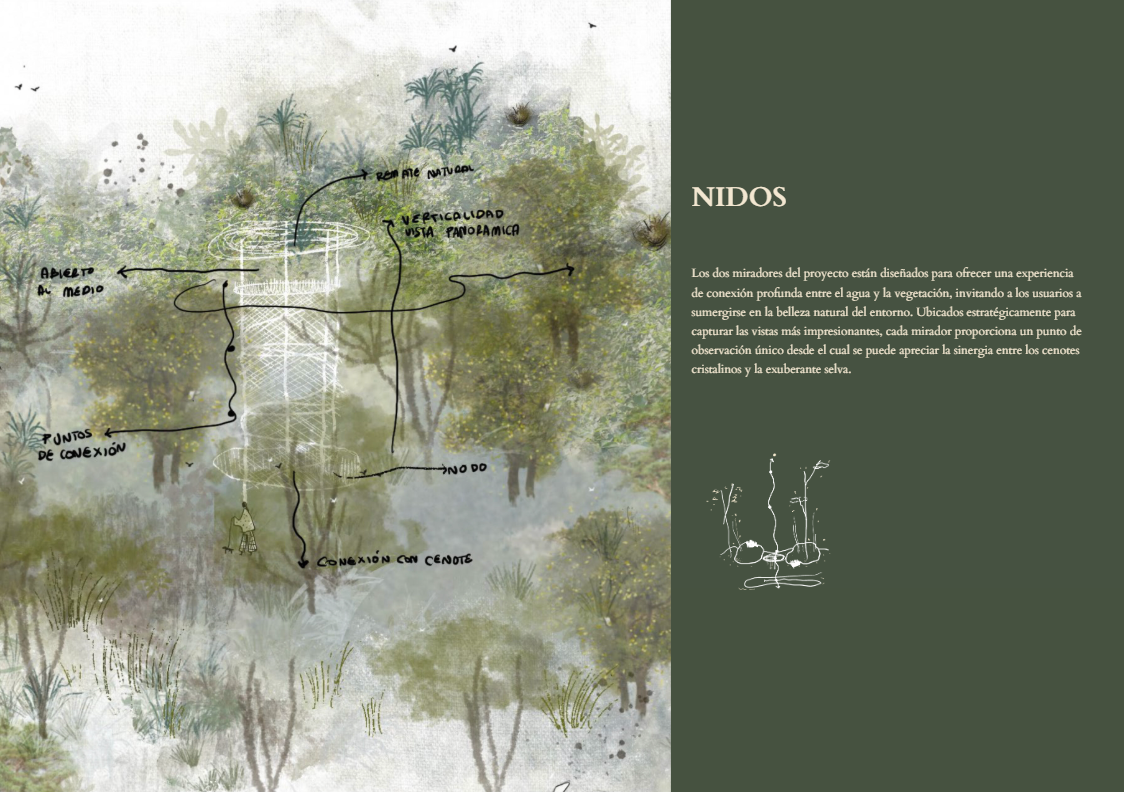 REMATE NATURAL
VERTICALIDAD
VISTA PANORAMICA
ABIERTO
AL MEDIO
PUNTOS
DE CONEXIÓN
NODO
CONEXIÓN CON CENOTE
NIDOS
Los dos miradores del proyecto están diseñados para ofrecer una experiencia
de conexión profunda entre el agua y la vegetación, invitando a los usuarios a
sumergirse en la belleza natural del entorno. Ubicados estratégicamente para
capturar las vistas más impresionantes, cada mirador proporciona un punto de
observación único desde el cual se puede apreciar la sinergia entre los cenotes
cristalinos y la exuberante selva.